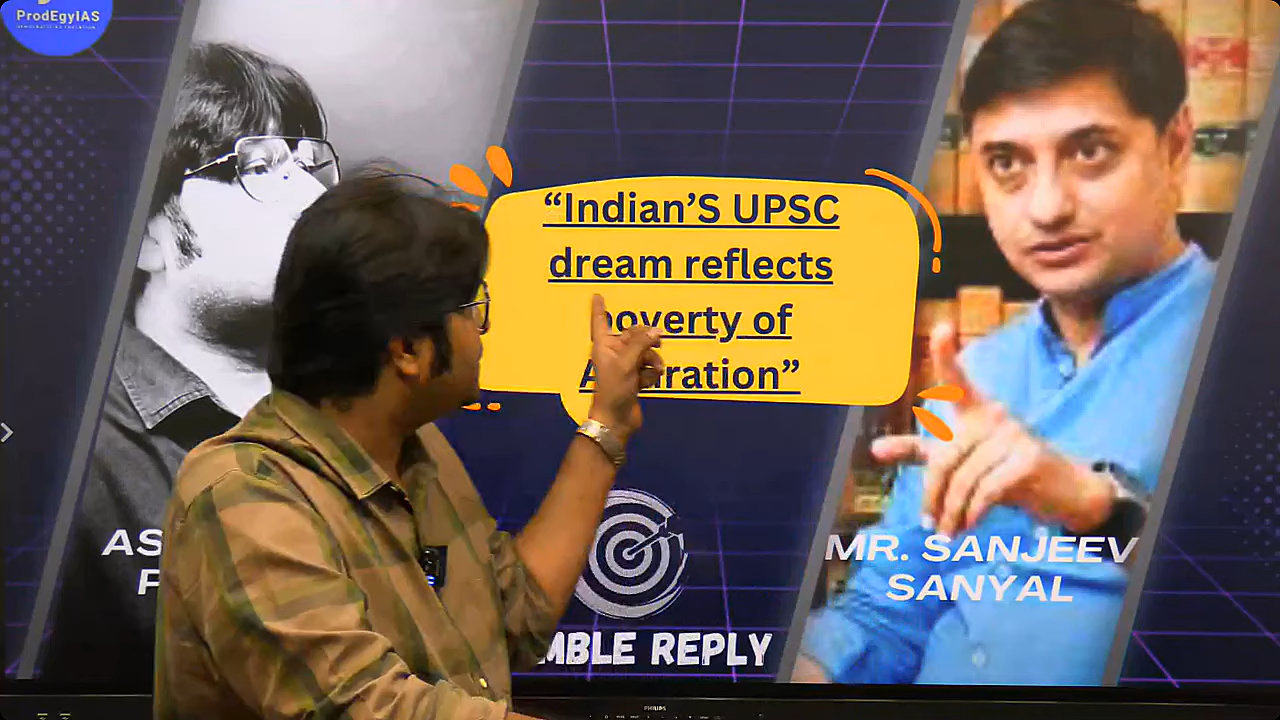 ProdEgyIAS
“Indian’S UPSC
dream reflects
poverty of
MR. SANJEEV
SANYAL
REPLY
PHILIPS